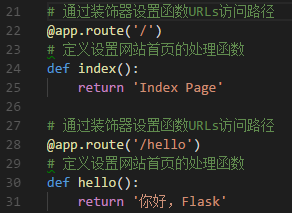 21 # 通过装饰器设置函数URLs访问路径
22 @app.route('/')
23 # 定义设置网站首页的处理函数
24 def index():
25     return 'Index Page'
26
27 # 通过装饰器设置函数URLs访问路径
28 @app.route('/hello')
29 # 定义设置网站首页的处理函数
30 def hello():
31     return '你好，Flask'